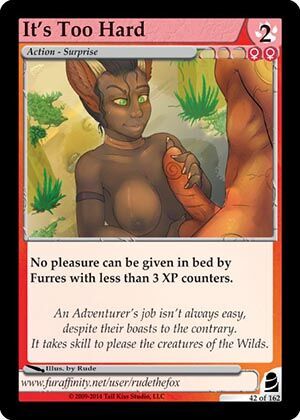 It's Too Hard
2
Action - Surprise
No pleasure can be given in bed by
Furres with less than 3 XP counters.
An Adventurer's job isn't always easy,
despite their boasts to the contrary.
It takes skill to please the creatures of the Wilds.
Illus. by Rude
www.furaffinity.net/user/rudethefox
© 2009-2014 Tall Kiss Studio, LLC
42 of 162